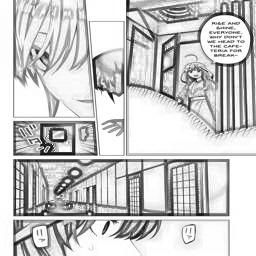 RISE AND
SHINE,
EVERYONE.
WHY DON'T
WE HEAD TO
THE CAFE-
TERIA FOR
BREAK--